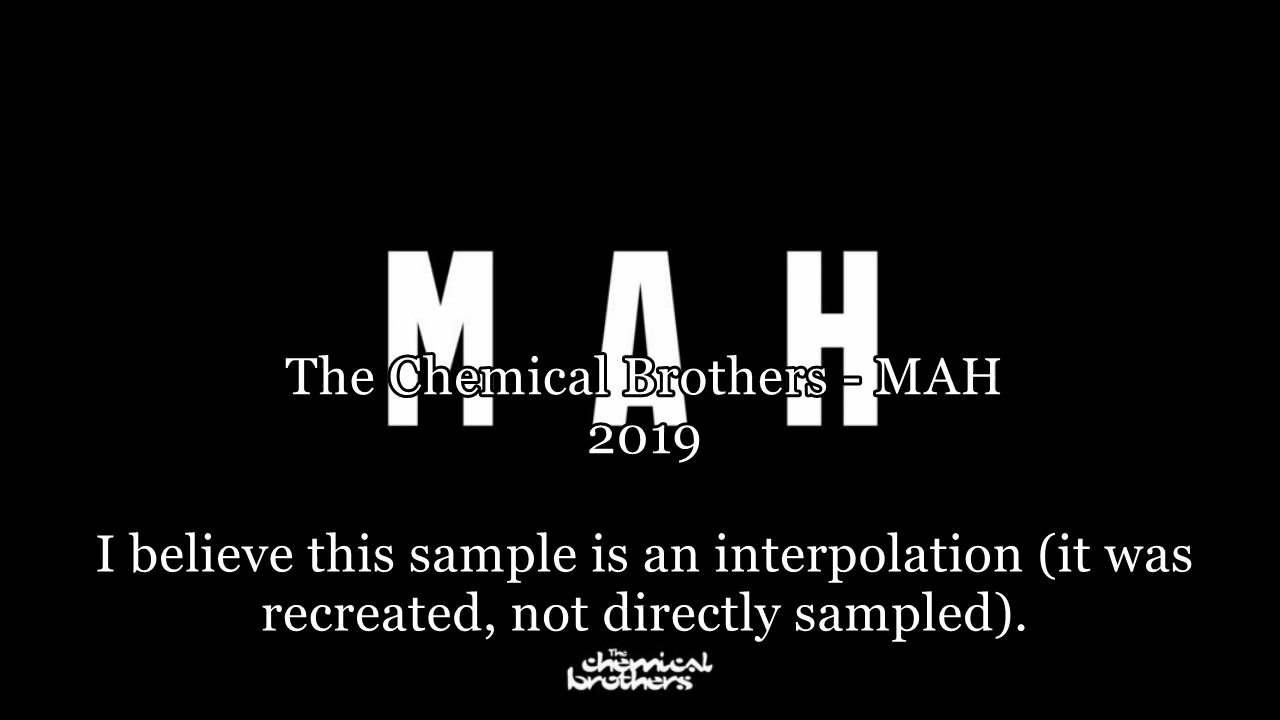 M A H
The Chemical Brothers - MAH
2019
I believe this sample is an interpolation (it was
recreated, not directly sampled).
The
chemical
brothers